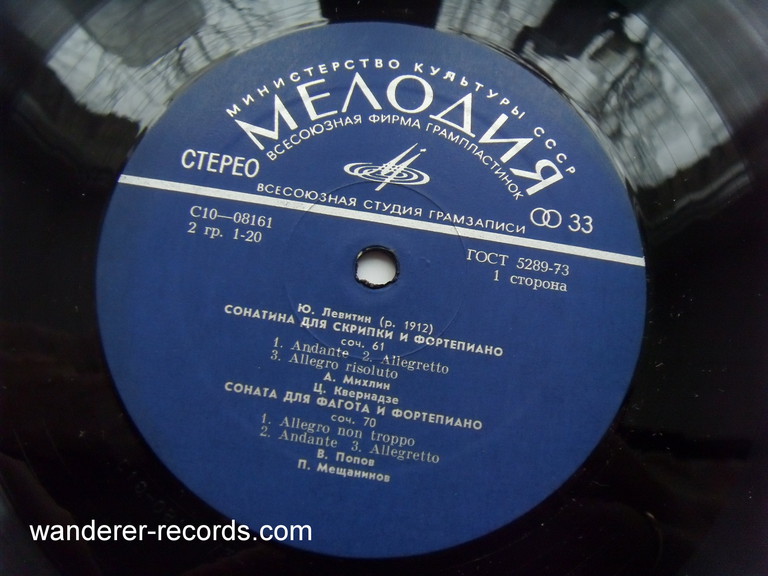 МИНИСТЕРСТВО КУЛЬТУРЫ СССР
МЕЛОДИЯ
ВСЕСОЮЗНАЯ ФИРМА ГРАМПЛАСТИНОК
СТЕРЕО
ВСЕСОЮЗНАЯ СТУДИЯ ГРАМЗАПИСИ
33
С10—08161
2 гр. 1-20
ГОСТ 5289-73
1 сторона
Ю. Левитин (р. 1912)
СОНАТИНА ДЛЯ СКРИПКИ И ФОРТЕПИАНО
соч. 61
1. Andante 2. Allegretto
3. Allegro risoluto
А. Михлин
Ц. Квернадзе
СОНАТА ДЛЯ ФАГОТА И ФОРТЕПИАНО
соч. 70
1. Allegro non troppo
2. Andante 3. Allegretto
В. Попов
П. Мещанинов
wanderer-records.com